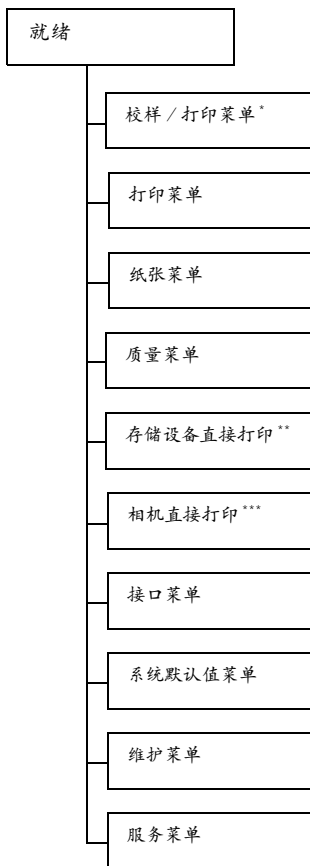 就绪
校样／打印菜单*
打印菜单
纸张菜单
质量菜单
存储设备直接打印**
相机直接打印***
接口菜单
系统默认值菜单
维护菜单
服务菜单